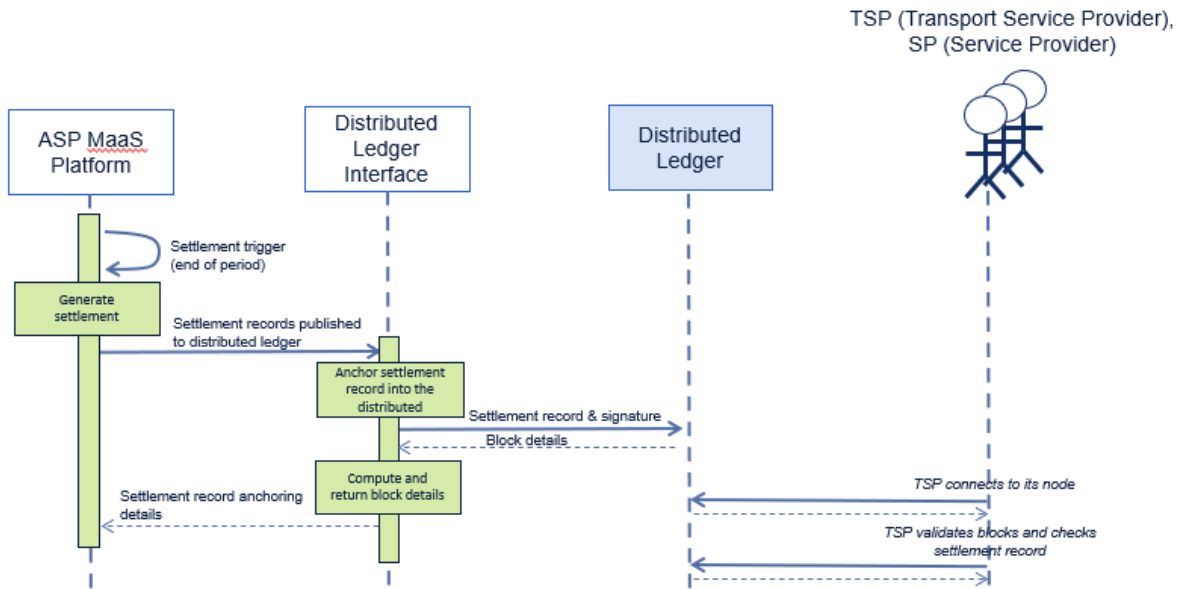 TSP (Transport Service Provider),
SP (Service Provider)
ASP MaaS
Platform
Distributed
Ledger
Interface
Distributed
Ledger
Settlement trigger
(end of period)
Generate
settlement
Settlement records published
to distributed ledger
Anchor settlement
record into the
distributed
Settlement record & signature
Block details
Compute and
return block details
Settlement record anchoring
details
TSP connects to its node
TSP validates blocks and checks
settlement record